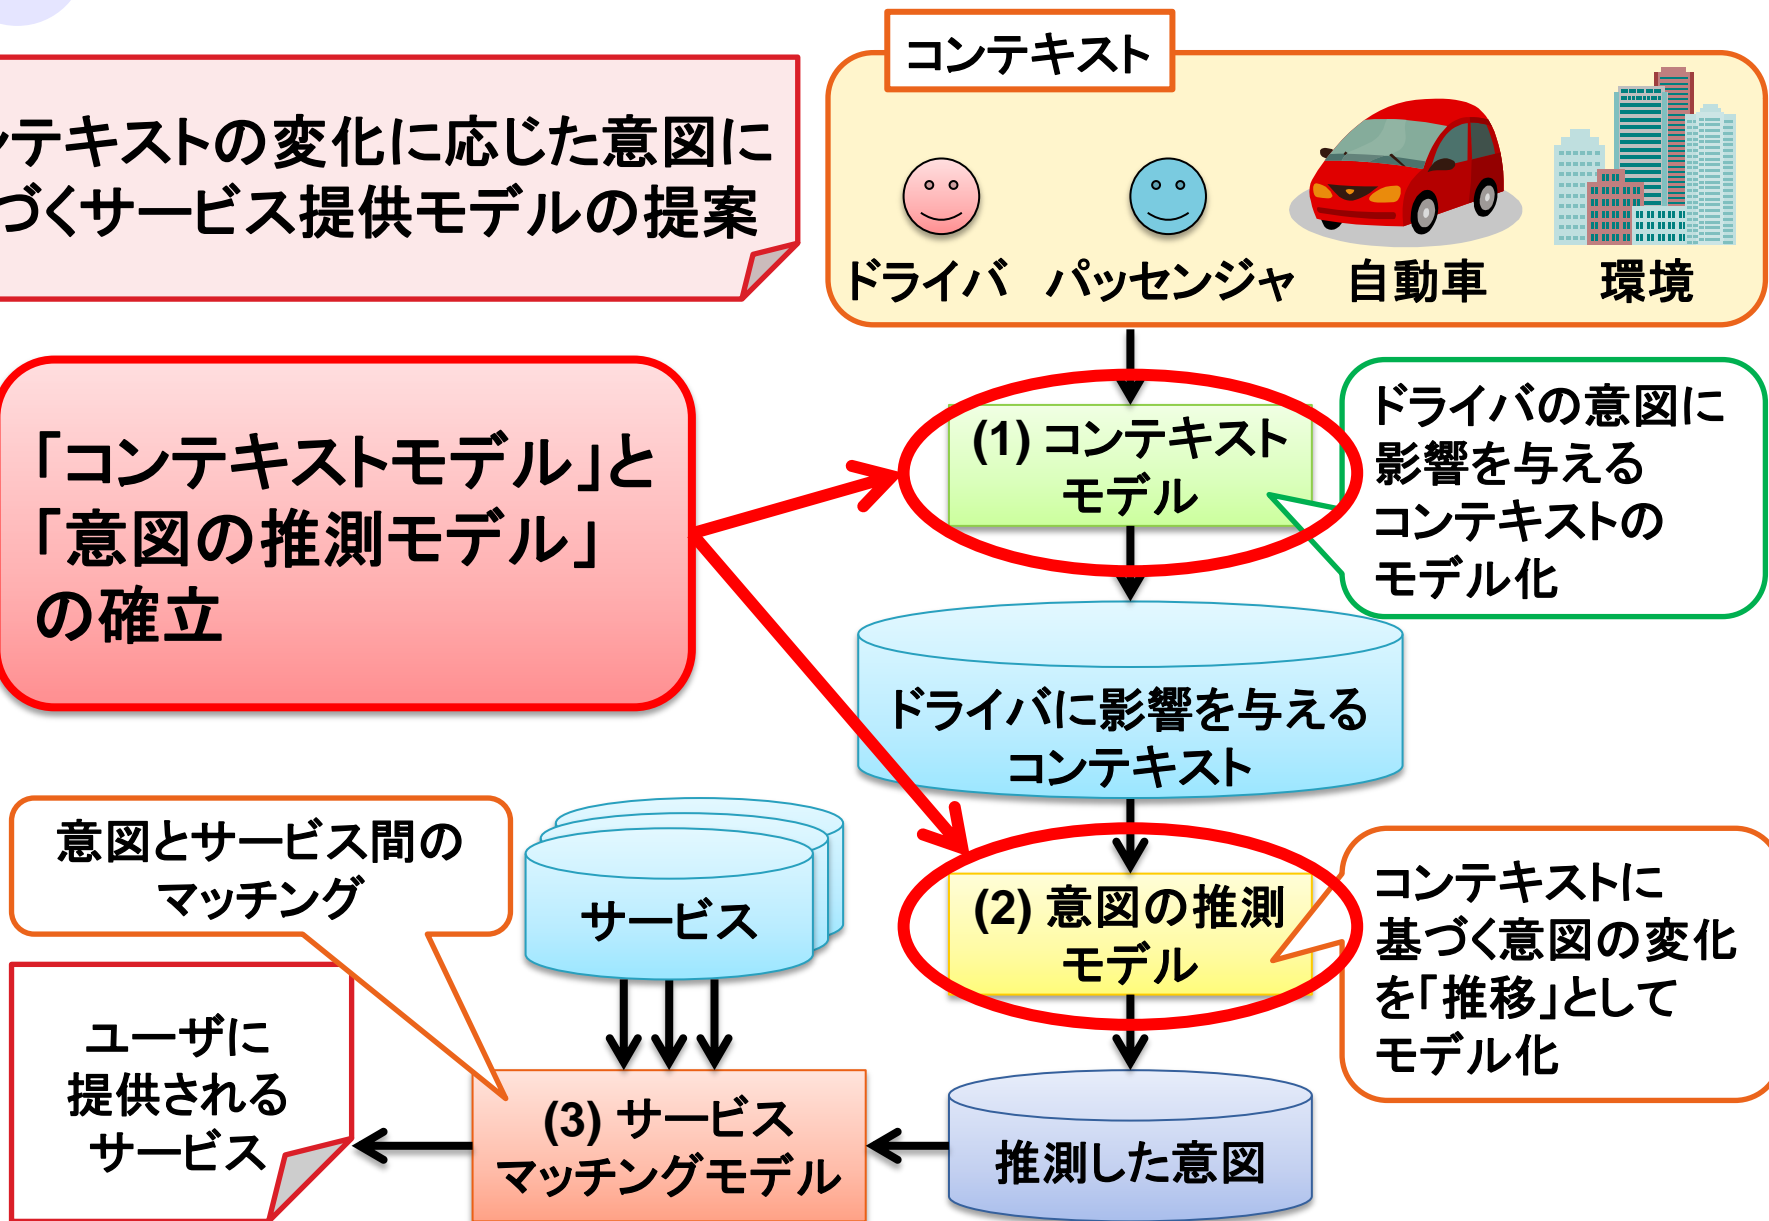 コンテキスト
ンテキストの変化に応じた意図に
づくサービス提供モデルの提案
ドライバ パッセンジャ 自動車 環境
「コンテキストモデル」と
「意図の推測モデル」
の確立
(1) コンテキスト
モデル
ドライバの意図に
影響を与える
コンテキストの
モデル化
ドライバに影響を与える
コンテキスト
意図とサービス間の
マッチング
サービス
(2) 意図の推測
モデル
コンテキストに
基づく意図の変化
を「推移」として
モデル化
ユーザに
提供される
サービス
(3) サービス
マッチングモデル
推測した意図